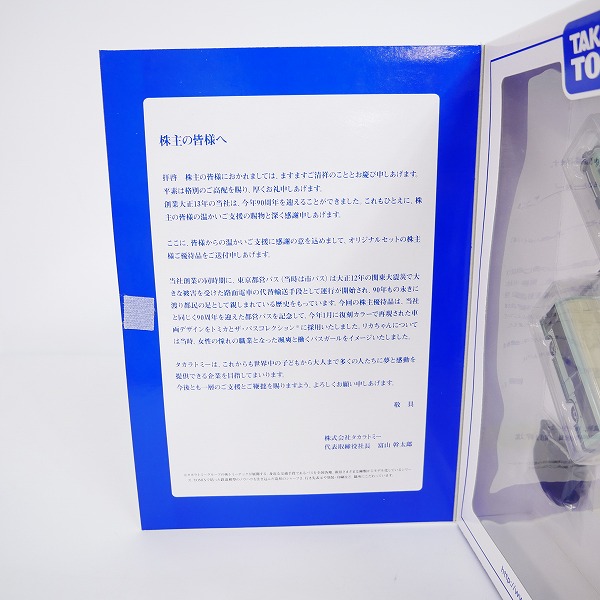 株主の皆様へ
拝啓　株主の皆様におかれましては、ますますご清祥のこととお慶び申しあげます。
平素は格別のご高配を賜り、厚くお礼申しあげます。
創業大正13年の当社は、今年90周年を迎えることができました。これもひとえに、株
主の皆様の温かいご支援の賜物と深く感謝申しあげます。
ここに、皆様からの温かいご支援に感謝の意を込めまして、オリジナルセットの株主
様ご優待品をご送付申しあげます。
当社創業の同時期に、東京都営バス(当時は市バス)は大正12年の関東大震災で大
きな被害を受けた路面電車の代替輸送手段として運行が開始され、90年もの永きに
渡り都民の足として親しまれている歴史をもっています。今回の株主優待品は、当社
と同じく90周年を迎えた都営バスを記念して、今年1月に復刻カラーで再現された車
両デザインをトミカとザ・バスコレクション®に採用いたしました。リカちゃんについて
は当時、女性の憧れの職業となった颯爽と働くバスガールをイメージいたしました。
タカラトミーは、これからも世界中の子どもから大人まで多くの人たちに夢と感動を
提供できる企業を目指してまいります。
今後とも一層のご支援とご鞭撻を賜りますよう、よろしくお願い申しあげます。
敬　具
株式会社タカラトミー
代表取締役社長　富山 幹太郎
TAK
TO
http://w